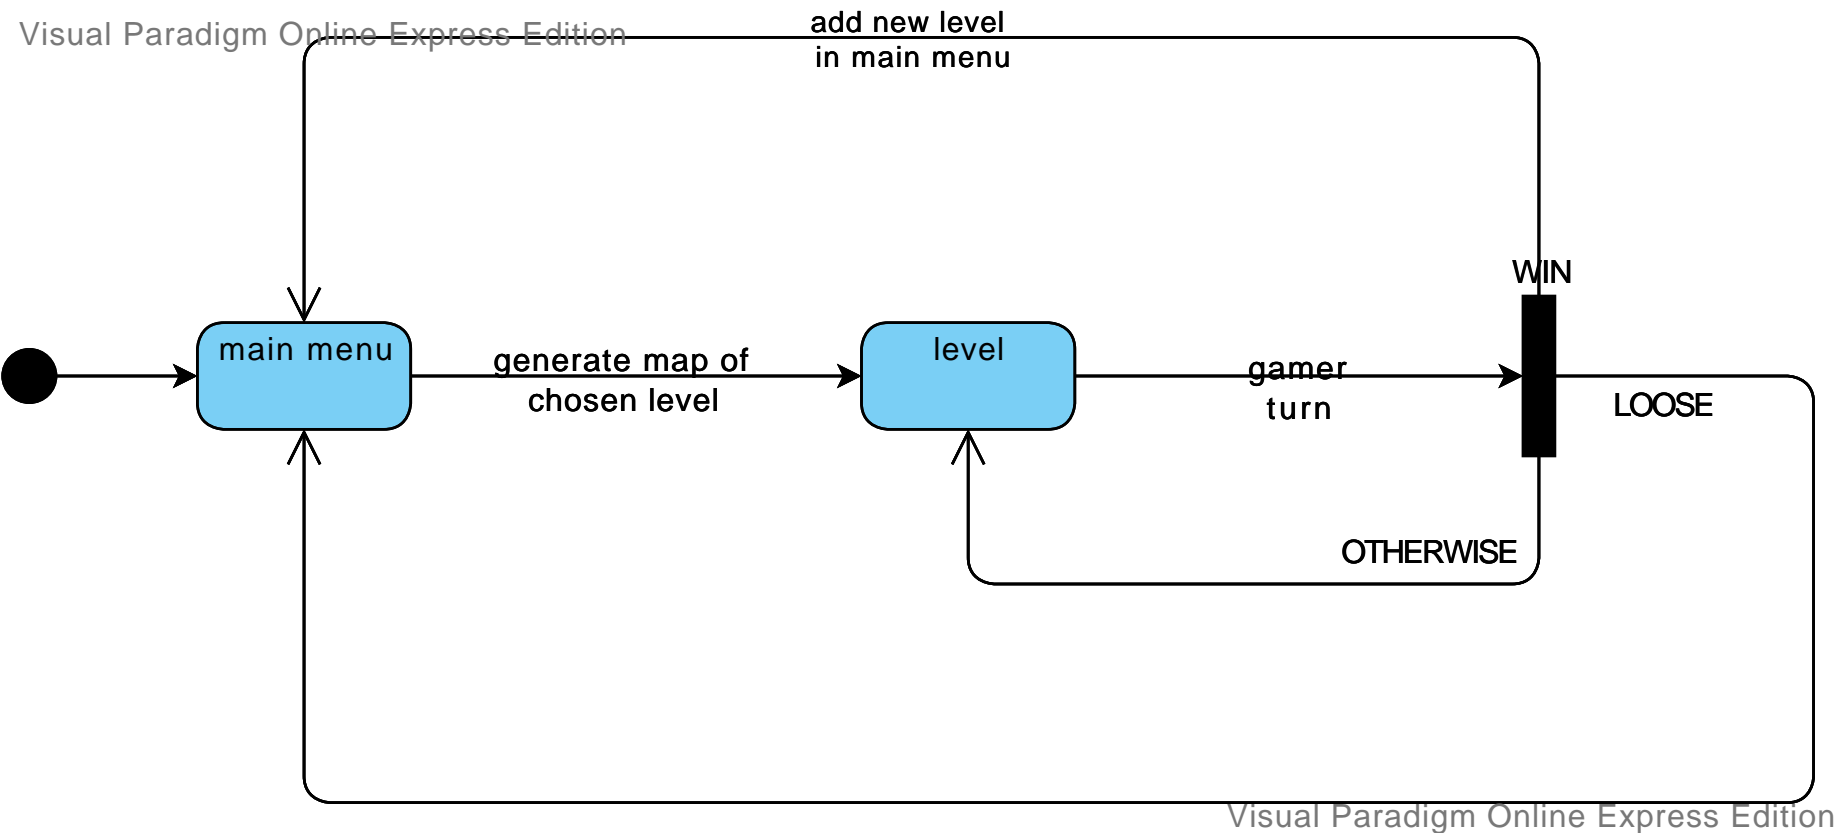 Visual Paradigm Online Express Edition
add new level
in main menu
WIN
main menu
generate map of
chosen level
level
gamer
turn
LOOSE
OTHERWISE
Visual Paradigm Online Express Edition